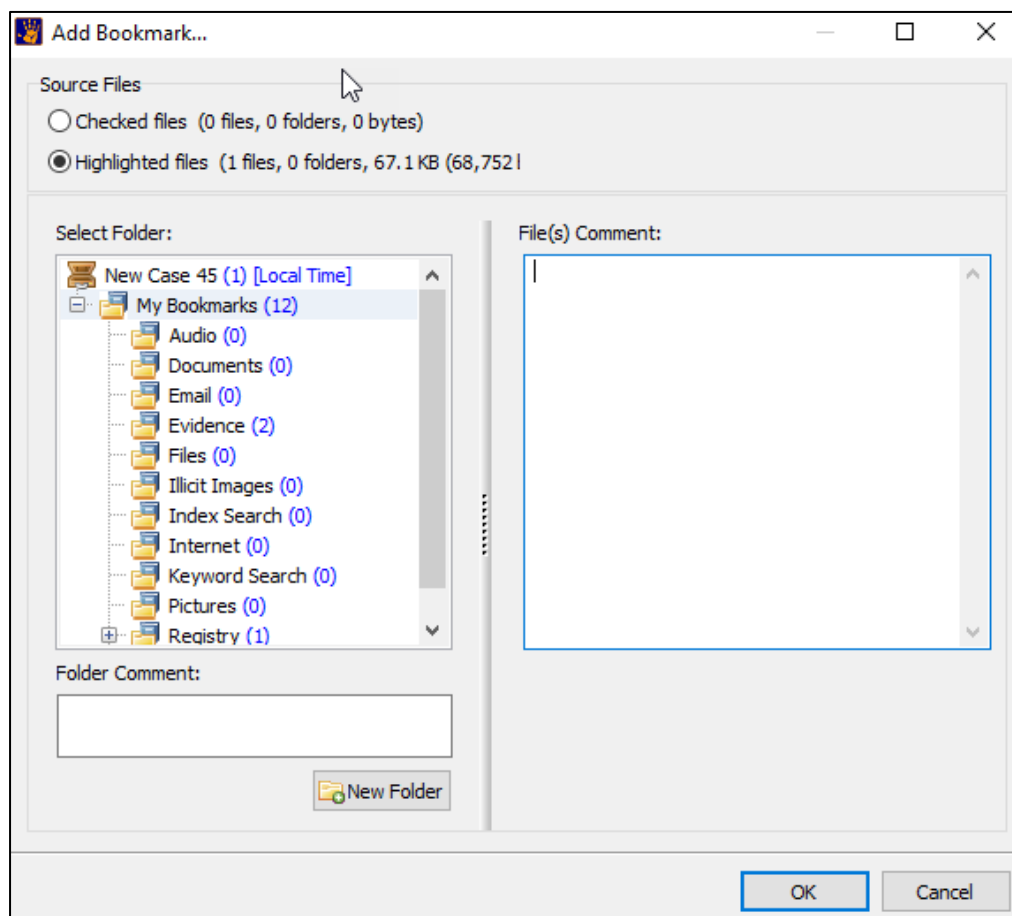 Add Bookmark...
Source Files
Checked files (0 files, 0 folders, 0 bytes)
Highlighted files (1 files, 0 folders, 67.1 KB (68,752 l
Select Folder:
New Case 45 (1) [Local Time]
My Bookmarks (12)
Audio (0)
Documents (0)
Email (0)
Evidence (2)
Files (0)
Illicit Images (0)
Index Search (0)
Internet (0)
Keyword Search (0)
Pictures (0)
Registry (1)
Folder Comment:
New Folder
File(s) Comment:
OK
Cancel